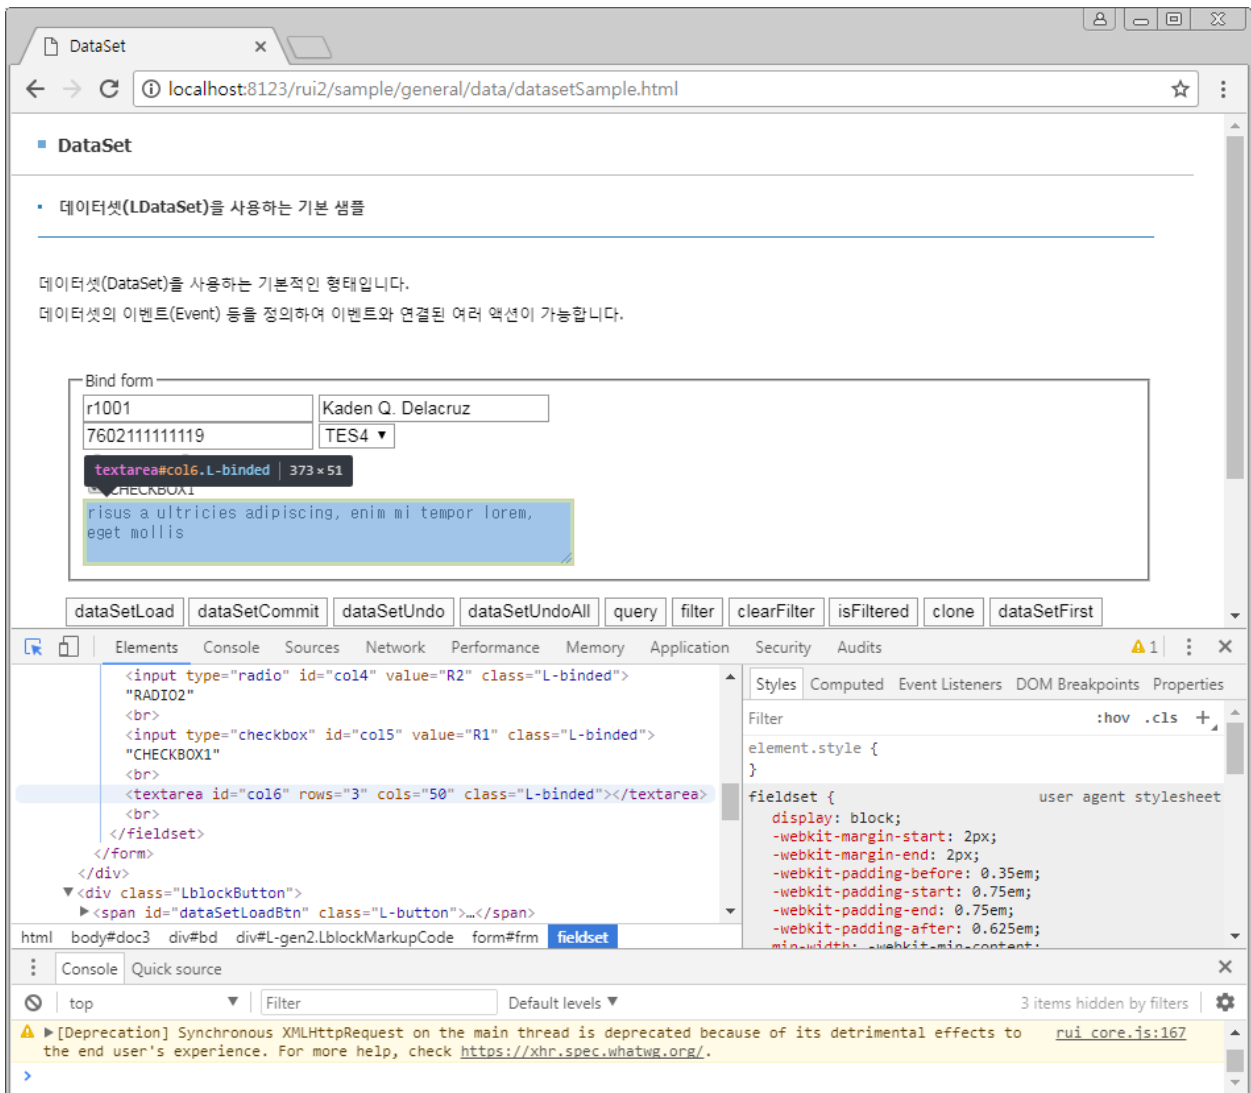 DataSet
localhost:8123/rui2/sample/general/data/datasetSample.html
DataSet
데이터셋(LDataSet)을 사용하는 기본 샘플
데이터셋(DataSet)을 사용하는 기본적인 형태입니다.
데이터셋의 이벤트(Event) 등을 정의하여 이벤트와 연결된 여러 액션이 가능합니다.
Bind form
r1001 Kaden Q. Delacruz
7602111111119 TES4
textarea#col6.L-binded 373×51
CHECKBOX1
risus a ultricies adipiscing, enim mi tempor lorem,
eget mollis
dataSetLoad dataSetCommit dataSetUndo dataSetUndoAll query filter clearFilter isFiltered clone dataSetFirst
Elements Console Sources Network Performance Memory Application Security Audits 1
<input type="radio" id="col4" value="R2" class="L-binded">
"RADIO2"
<br>
<input type="checkbox" id="col5" value="R1" class="L-binded">
"CHECKBOX1"
<br>
<textarea id="col6" rows="3" cols="50" class="L-binded"></textarea>
<br>
</fieldset>
</form>
</div>
▼<div class="LblockButton">
▶<span id="dataSetLoadBtn" class="L-button">…</span>
html body#doc3 div#bd div#L-gen2.LblockMarkupCode form#frm fieldset
Styles Computed Event Listeners DOM Breakpoints Properties
Filter :hov .cls +
element.style {
}
fieldset { user agent stylesheet
display: block;
-webkit-margin-start: 2px;
-webkit-margin-end: 2px;
-webkit-padding-before: 0.35em;
-webkit-padding-start: 0.75em;
-webkit-padding-end: 0.75em;
-webkit-padding-after: 0.625em;
min-width: -webkit-min-content;
Console Quick source
top Filter Default levels 3 items hidden by filters
▶[Deprecation] Synchronous XMLHttpRequest on the main thread is deprecated because of its detrimental effects to rui_core.js:167
the end user's experience. For more help, check https://xhr.spec.whatwg.org/.
>